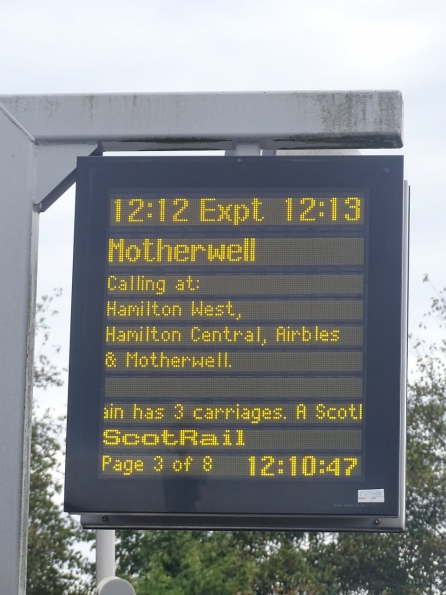 12:12 Expt 12:13
Motherwell
Calling at:
Hamilton West,
Hamilton Central, Airbles
& Motherwell.
ain has 3 carriages. A Scotl
ScotRail
Page 3 of 8 12:10:47